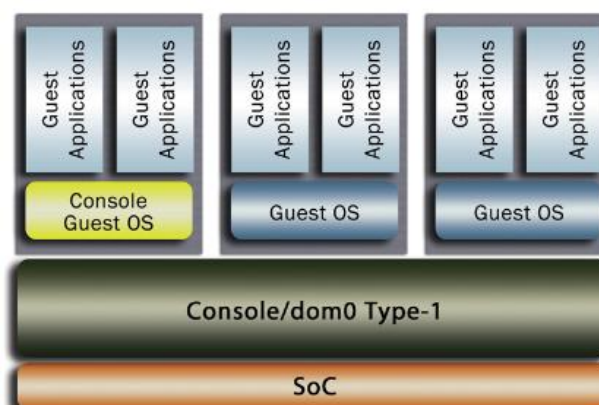 Guest
Applications
Guest
Applications
Guest
Applications
Guest
Applications
Guest
Applications
Guest
Applications
Console
Guest OS
Guest OS
Guest OS
Console/dom0 Type-1
SoC